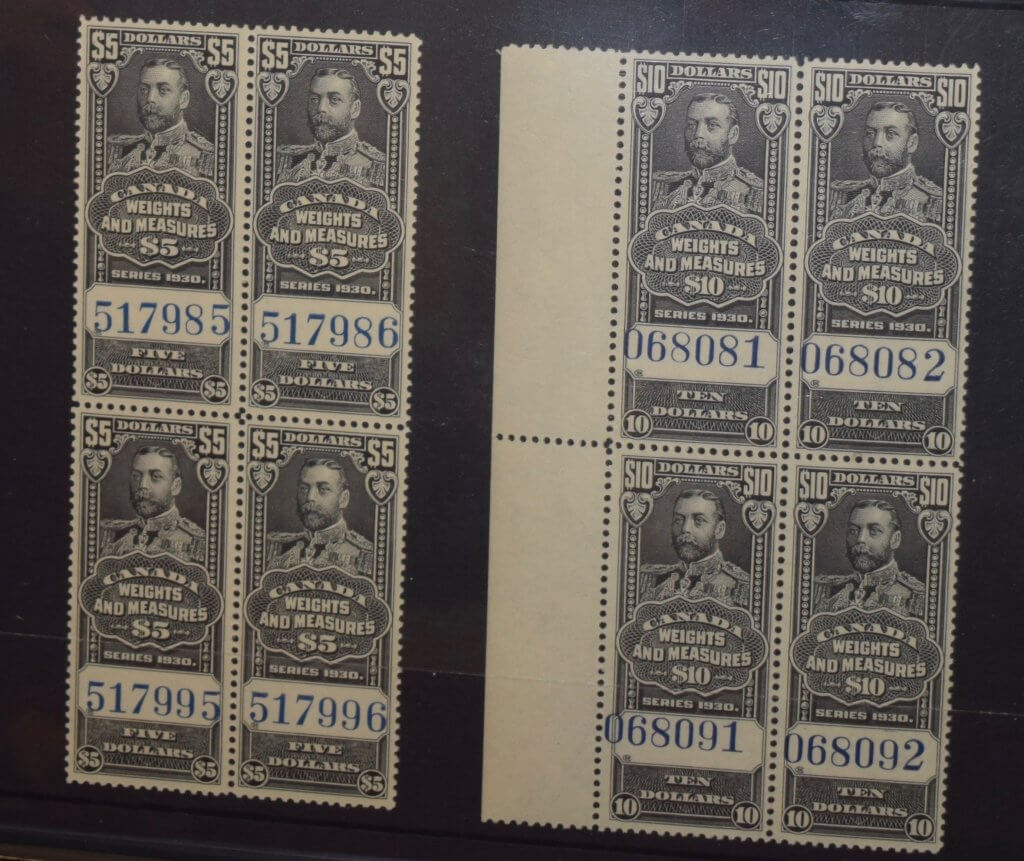 $5 DOLLARS $5
CANADA
WEIGHTS
AND MEASURES
$5
SERIES 1930.
517985
FIVE
DOLLARS
$5 $5
$5 DOLLARS $5
CANADA
WEIGHTS
AND MEASURES
$5
SERIES 1930.
517986
FIVE
DOLLARS
$5 $5
$5 DOLLARS $5
CANADA
WEIGHTS
AND MEASURES
$5
SERIES 1930.
517995
FIVE
DOLLARS
$5 $5
$5 DOLLARS $5
CANADA
WEIGHTS
AND MEASURES
$5
SERIES 1930.
517996
FIVE
DOLLARS
$5 $5
$10 DOLLARS $10
CANADA
WEIGHTS
AND MEASURES
$10
SERIES 1930.
068081
TEN
DOLLARS
10 10
$10 DOLLARS $10
CANADA
WEIGHTS
AND MEASURES
$10
SERIES 1930.
068082
TEN
DOLLARS
10 10
$10 DOLLARS $10
CANADA
WEIGHTS
AND MEASURES
$10
SERIES 1930.
068091
TEN
DOLLARS
10 10
$10 DOLLARS $10
CANADA
WEIGHTS
AND MEASURES
$10
SERIES 1930.
068092
TEN
DOLLARS
10 10